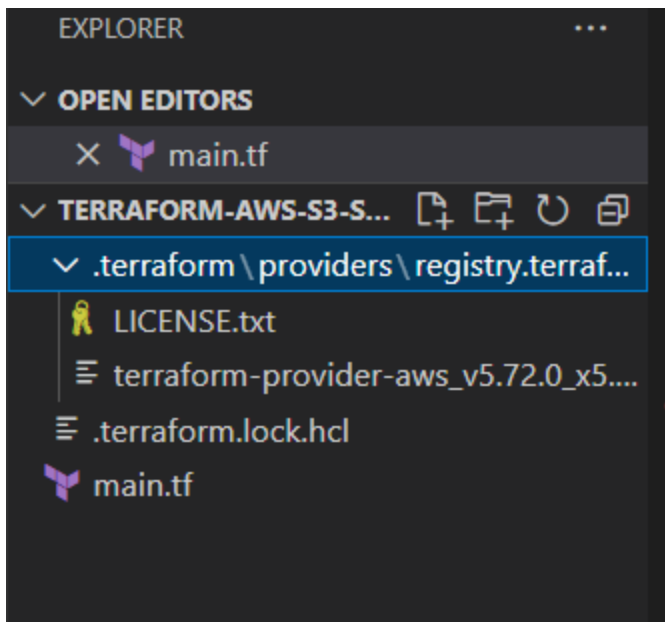 EXPLORER ...
OPEN EDITORS
main.tf
TERRAFORM-AWS-S3-S...
.terraform\providers\registry.terraf...
LICENSE.txt
terraform-provider-aws_v5.72.0_x5....
.terraform.lock.hcl
main.tf